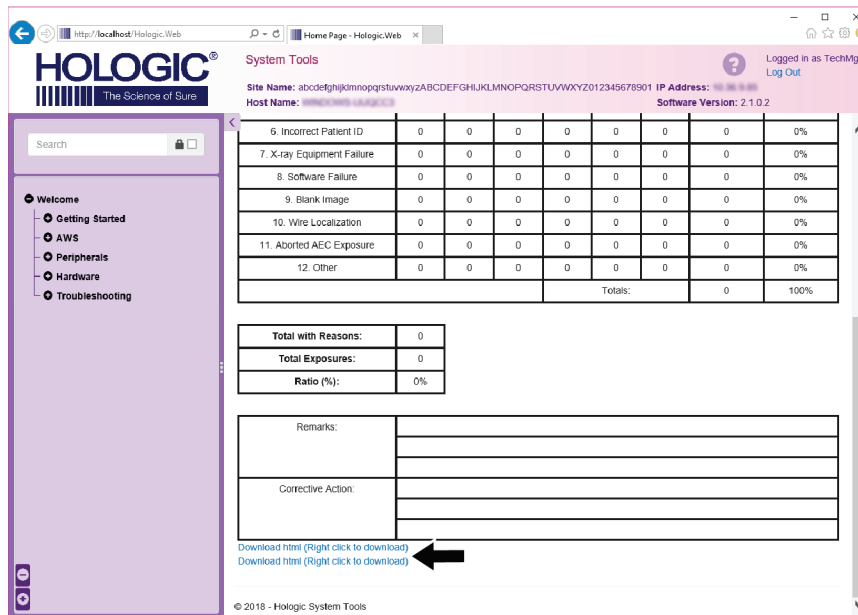 http://localhost/Hologic.Web
Home Page - Hologic.Web
HOLOGIC®
The Science of Sure
System Tools
?
Logged in as TechMg
Log Out
Site Name: abcdefghijklmnopqrstuvwxyzABCDEFGHIJKLMNOPQRSTUVWXYZ012345678901 IP Address:
Host Name: Software Version: 2.1.0.2
Search
Welcome
Getting Started
AWS
Peripherals
Hardware
Troubleshooting
6. Incorrect Patient ID 0 0 0 0 0 0 0 0%
7. X-ray Equipment Failure 0 0 0 0 0 0 0 0%
8. Software Failure 0 0 0 0 0 0 0 0%
9. Blank Image 0 0 0 0 0 0 0 0%
10. Wire Localization 0 0 0 0 0 0 0 0%
11. Aborted AEC Exposure 0 0 0 0 0 0 0 0%
12. Other 0 0 0 0 0 0 0 0%
Totals: 0 100%
Total with Reasons: 0
Total Exposures: 0
Ratio (%): 0%
Remarks:
Corrective Action:
Download html (Right click to download)
Download html (Right click to download)
© 2018 - Hologic System Tools